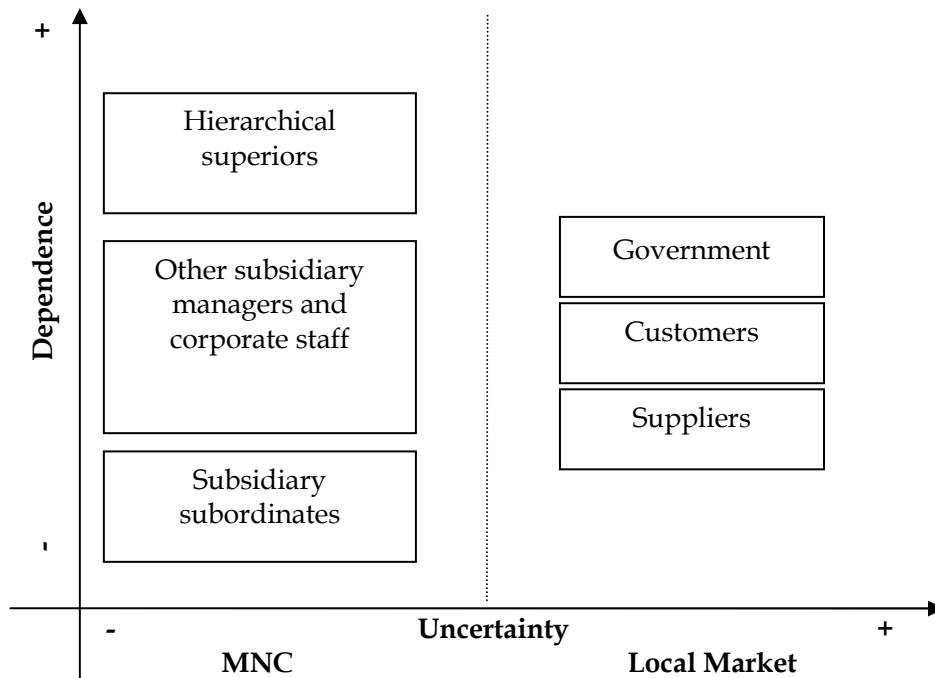 +
Hierarchical
superiors
Dependence
Other subsidiary
managers and
corporate staff
Government
Customers
Suppliers
Subsidiary
subordinates
-
- Uncertainty +
MNC Local Market